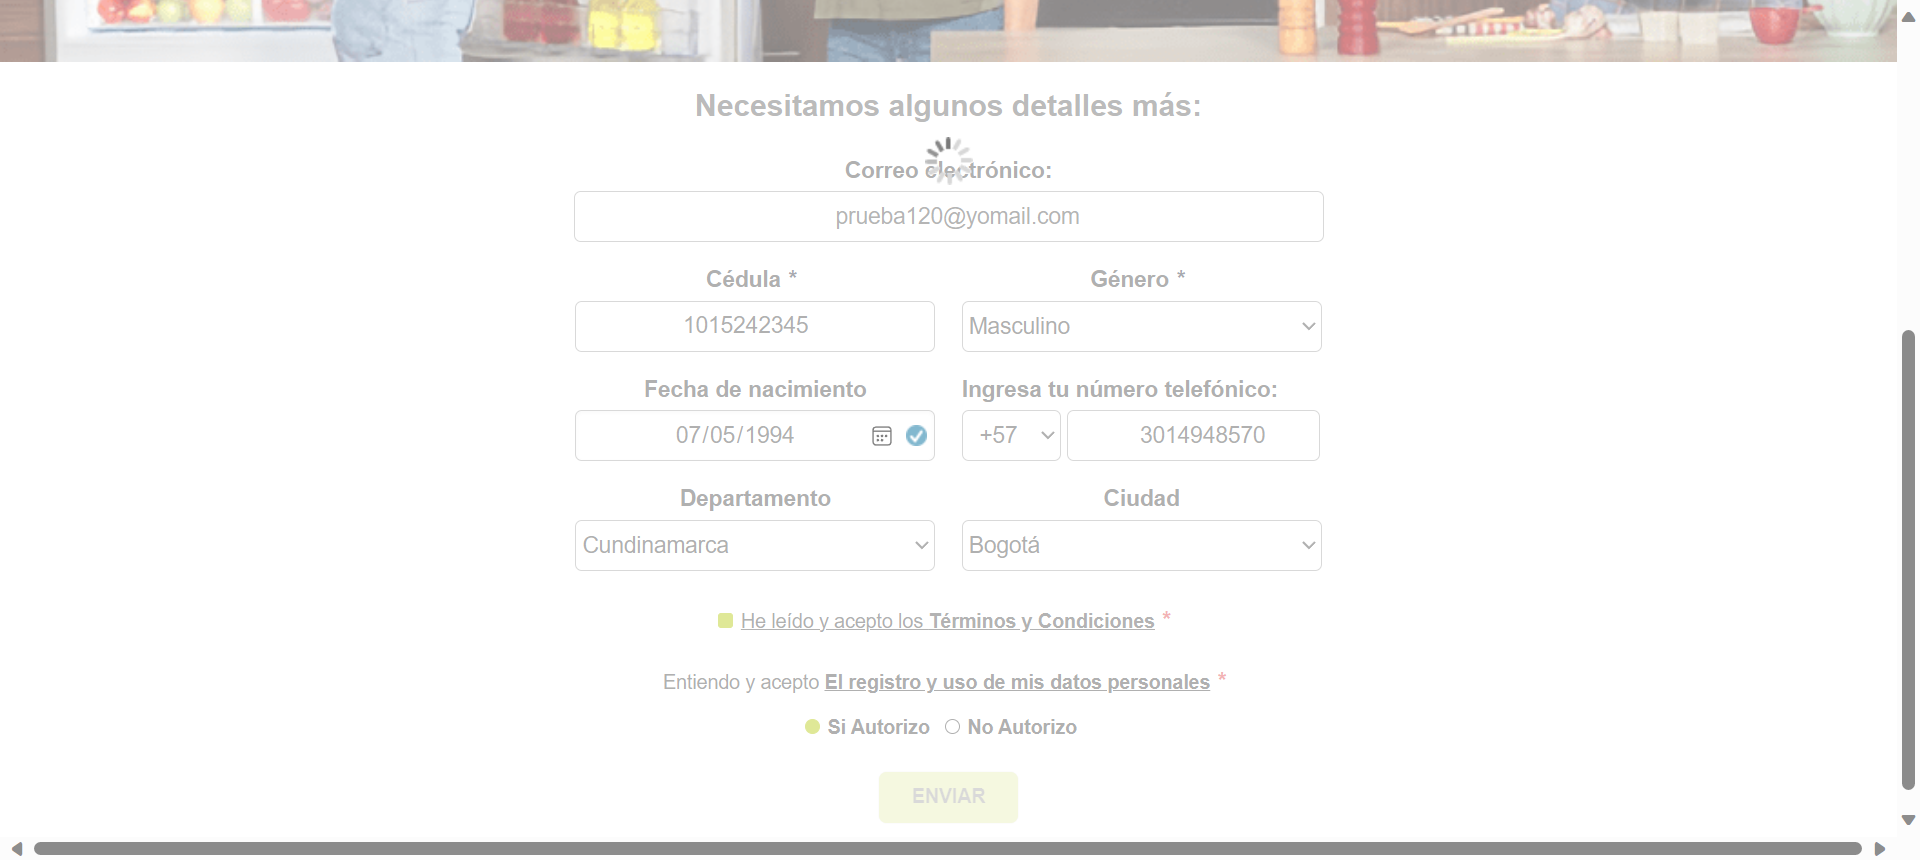 Necesitamos algunos detalles más:
Correo electrónico:
prueba120@yomail.com
Cédula * Género *
1015242345 Masculino
Fecha de nacimiento Ingresa tu número telefónico:
07/05/1994 +57 3014948570
Departamento Ciudad
Cundinamarca Bogotá
He leído y acepto los Términos y Condiciones *
Entiendo y acepto El registro y uso de mis datos personales *
Si Autorizo No Autorizo
ENVIAR